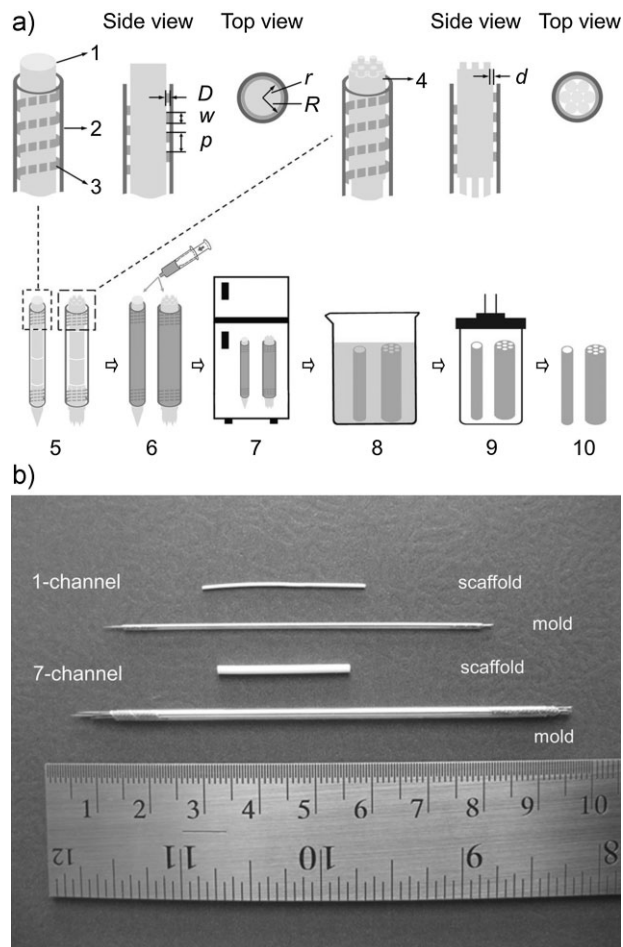 a)
Side view Top view Side view Top view
1
D
w
p
r
R
2
3
4
d
5 6 7 8 9 10
b)
1-channel scaffold
mold
7-channel scaffold
mold
1 2 3 4 5 6 7 8 9 10
12 11 10 9 8